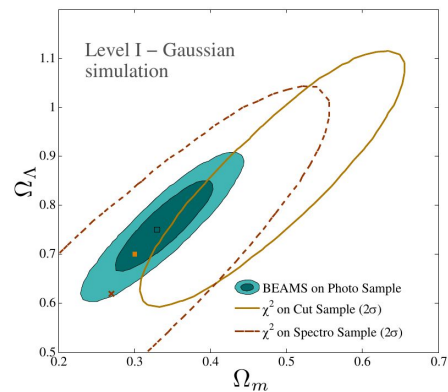 Level I – Gaussian
simulation
1.1
1
0.9
0.8
0.7
0.6
0.5
Ω_Λ
BEAMS on Photo Sample
χ² on Cut Sample (2σ)
χ² on Spectro Sample (2σ)
0.2 0.3 0.4 0.5 0.6 0.7
Ω_m